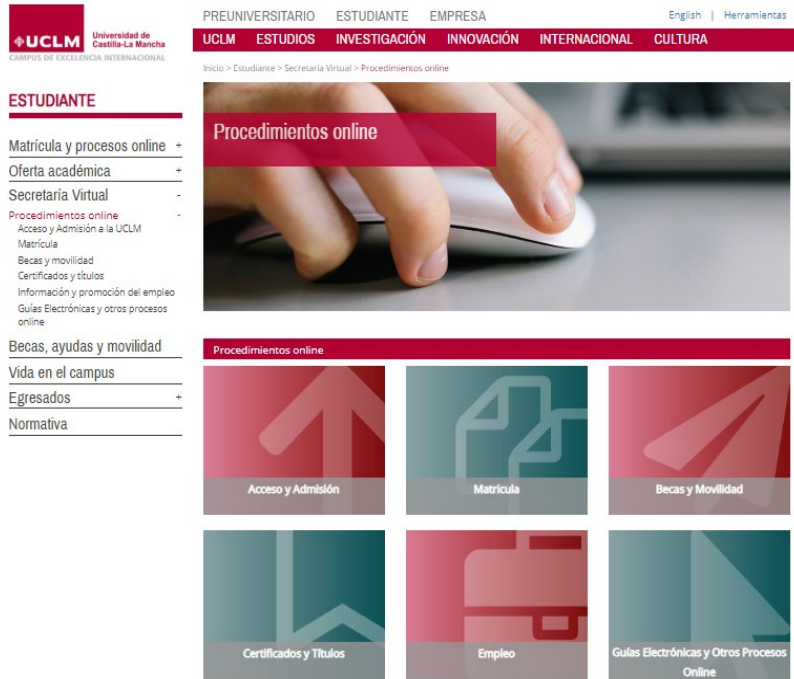 UCLM
Universidad de
Castilla-La Mancha
CAMPUS DE EXCELENCIA INTERNACIONAL
PREUNIVERSITARIO ESTUDIANTE EMPRESA
English | Herramientas
UCLM ESTUDIOS INVESTIGACIÓN INNOVACIÓN INTERNACIONAL CULTURA
Inicio > Estudiante > Secretaría Virtual > Procedimientos online
ESTUDIANTE
Matrícula y procesos online +
Oferta académica +
Secretaría Virtual -
Procedimientos online -
Acceso y Admisión a la UCLM
Matrícula
Becas y movilidad
Certificados y títulos
Información y promoción del empleo
Guías Electrónicas y otros procesos
online
Becas, ayudas y movilidad
Vida en el campus
Egresados +
Normativa
Procedimientos online
Procedimientos online
Acceso y Admisión
Matrícula
Becas y Movilidad
Certificados y Títulos
Empleo
Guías Electrónicas y Otros Procesos
Online